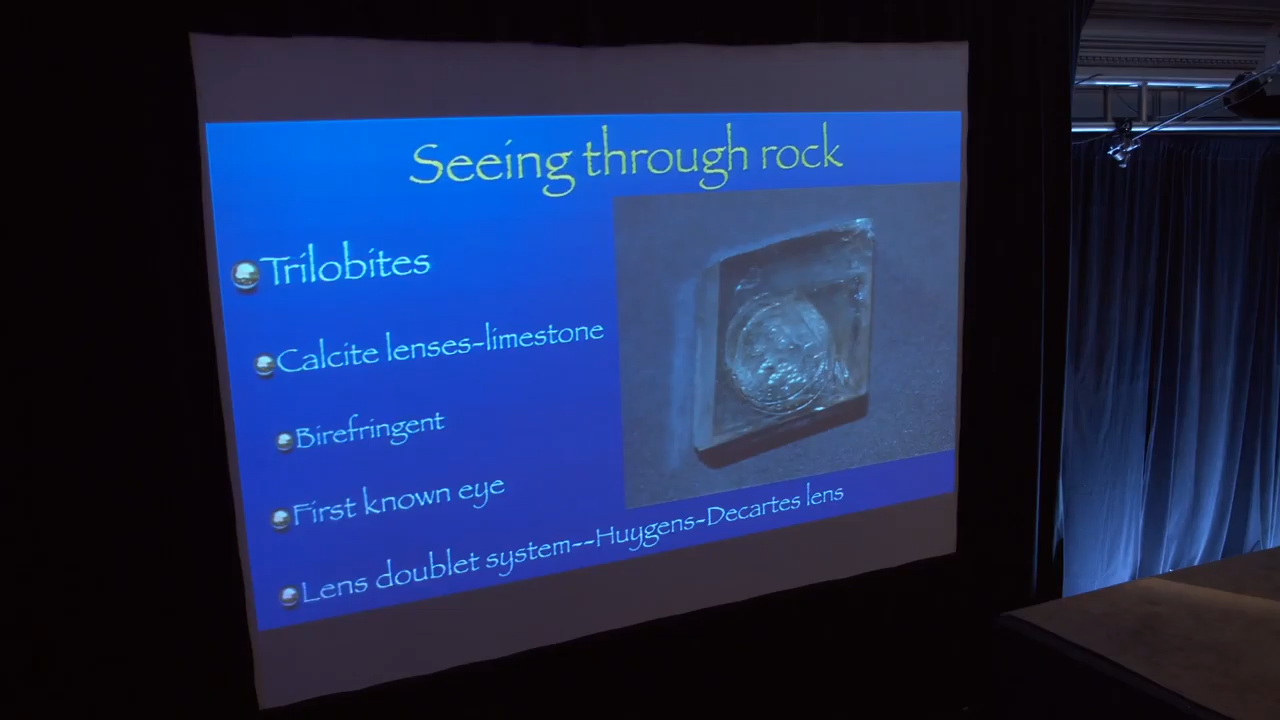 Seeing through rock
Trilobites
Calcite lenses-limestone
Birefringent
First known eye
Lens doublet system--Huygens-Decartes lens